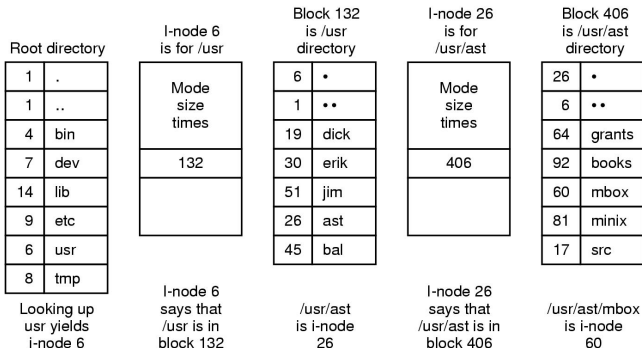 Root directory
1 .
1 ..
4 bin
7 dev
14 lib
9 etc
6 usr
8 tmp
Looking up
usr yields
i-node 6
I-node 6
is for /usr
Mode
size
times
132
I-node 6
says that
/usr is in
block 132
Block 132
is /usr
directory
6 •
1 ••
19 dick
30 erik
51 jim
26 ast
45 bal
/usr/ast
is i-node
26
I-node 26
is for
/usr/ast
Mode
size
times
406
I-node 26
says that
/usr/ast is in
block 406
Block 406
is /usr/ast
directory
26 •
6 ••
64 grants
92 books
60 mbox
81 minix
17 src
/usr/ast/mbox
is i-node
60